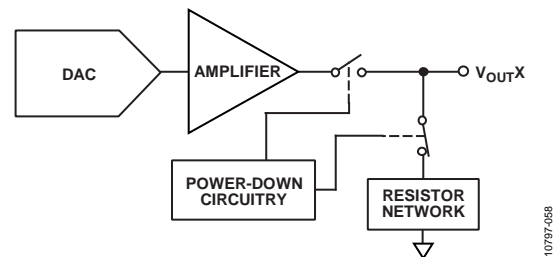 DAC
AMPLIFIER
VOUTX
POWER-DOWN
CIRCUITRY
RESISTOR
NETWORK
10797-058